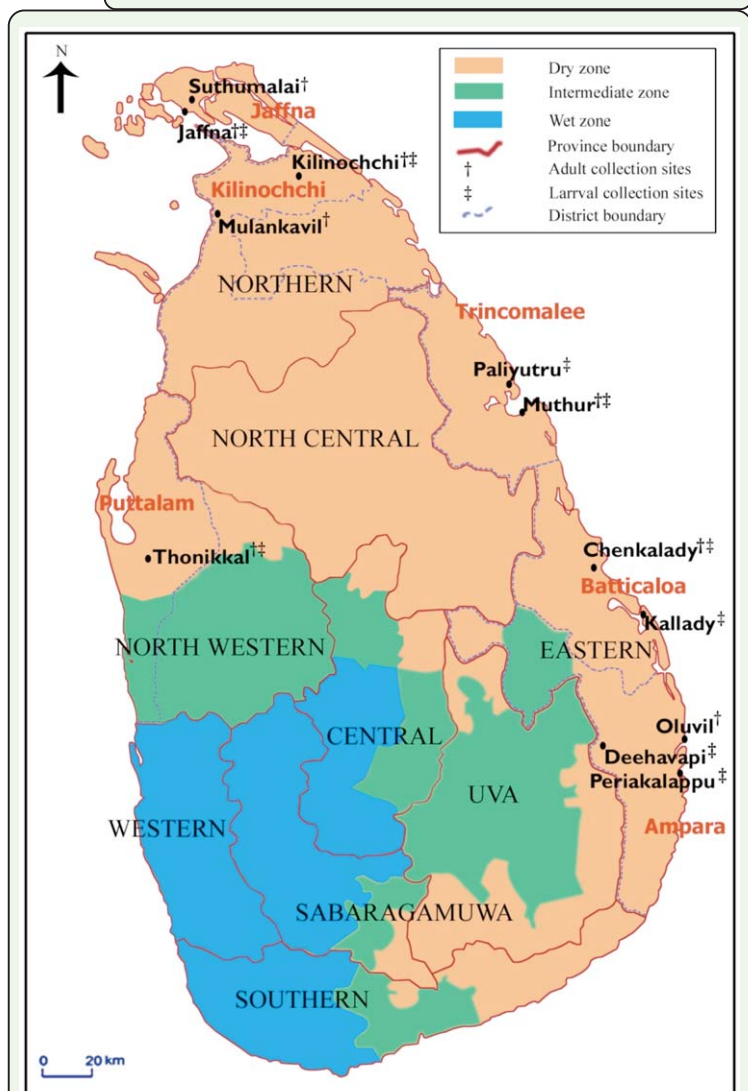 N
Dry zone
Intermediate zone
Wet zone
Province boundary
† Adult collection sites
‡ Larrval collection sites
District boundary
Suthumalai†
Jaffna
Jaffna†‡
Kilinochchi†‡
Kilinochchi
Mulankavil†
NORTHERN
Trincomalee
Paliyutru‡
Muthur†‡
NORTH CENTRAL
Puttalam
Thonikkal†‡
Chenkalady†‡
Batticaloa
Kallady‡
NORTH WESTERN
EASTERN
Oluvil†
CENTRAL
Deehavapi‡
Periakalappu‡
UVA
WESTERN
Ampara
SABARAGAMUWA
SOUTHERN
0 20 km